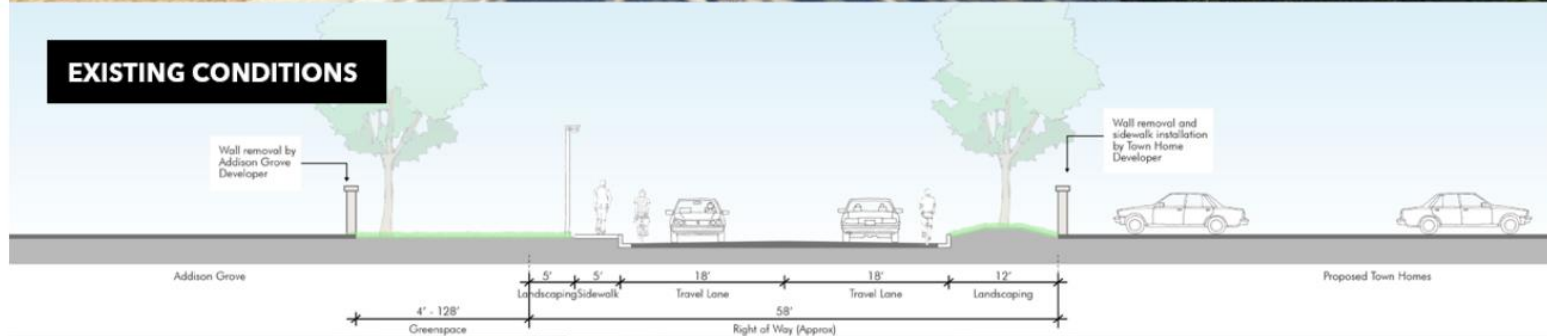 EXISTING CONDITIONS
Wall removal by
Addison Grove
Developer
Wall removal and
sidewalk installation
by Town Home
Developer
Addison Grove
5'
5'
18'
18'
12'
Proposed Town Homes
Landscaping
Sidewalk
Travel Lane
Travel Lane
Landscaping
4' - 128'
58'
Greenspace
Right of Way (Approx)